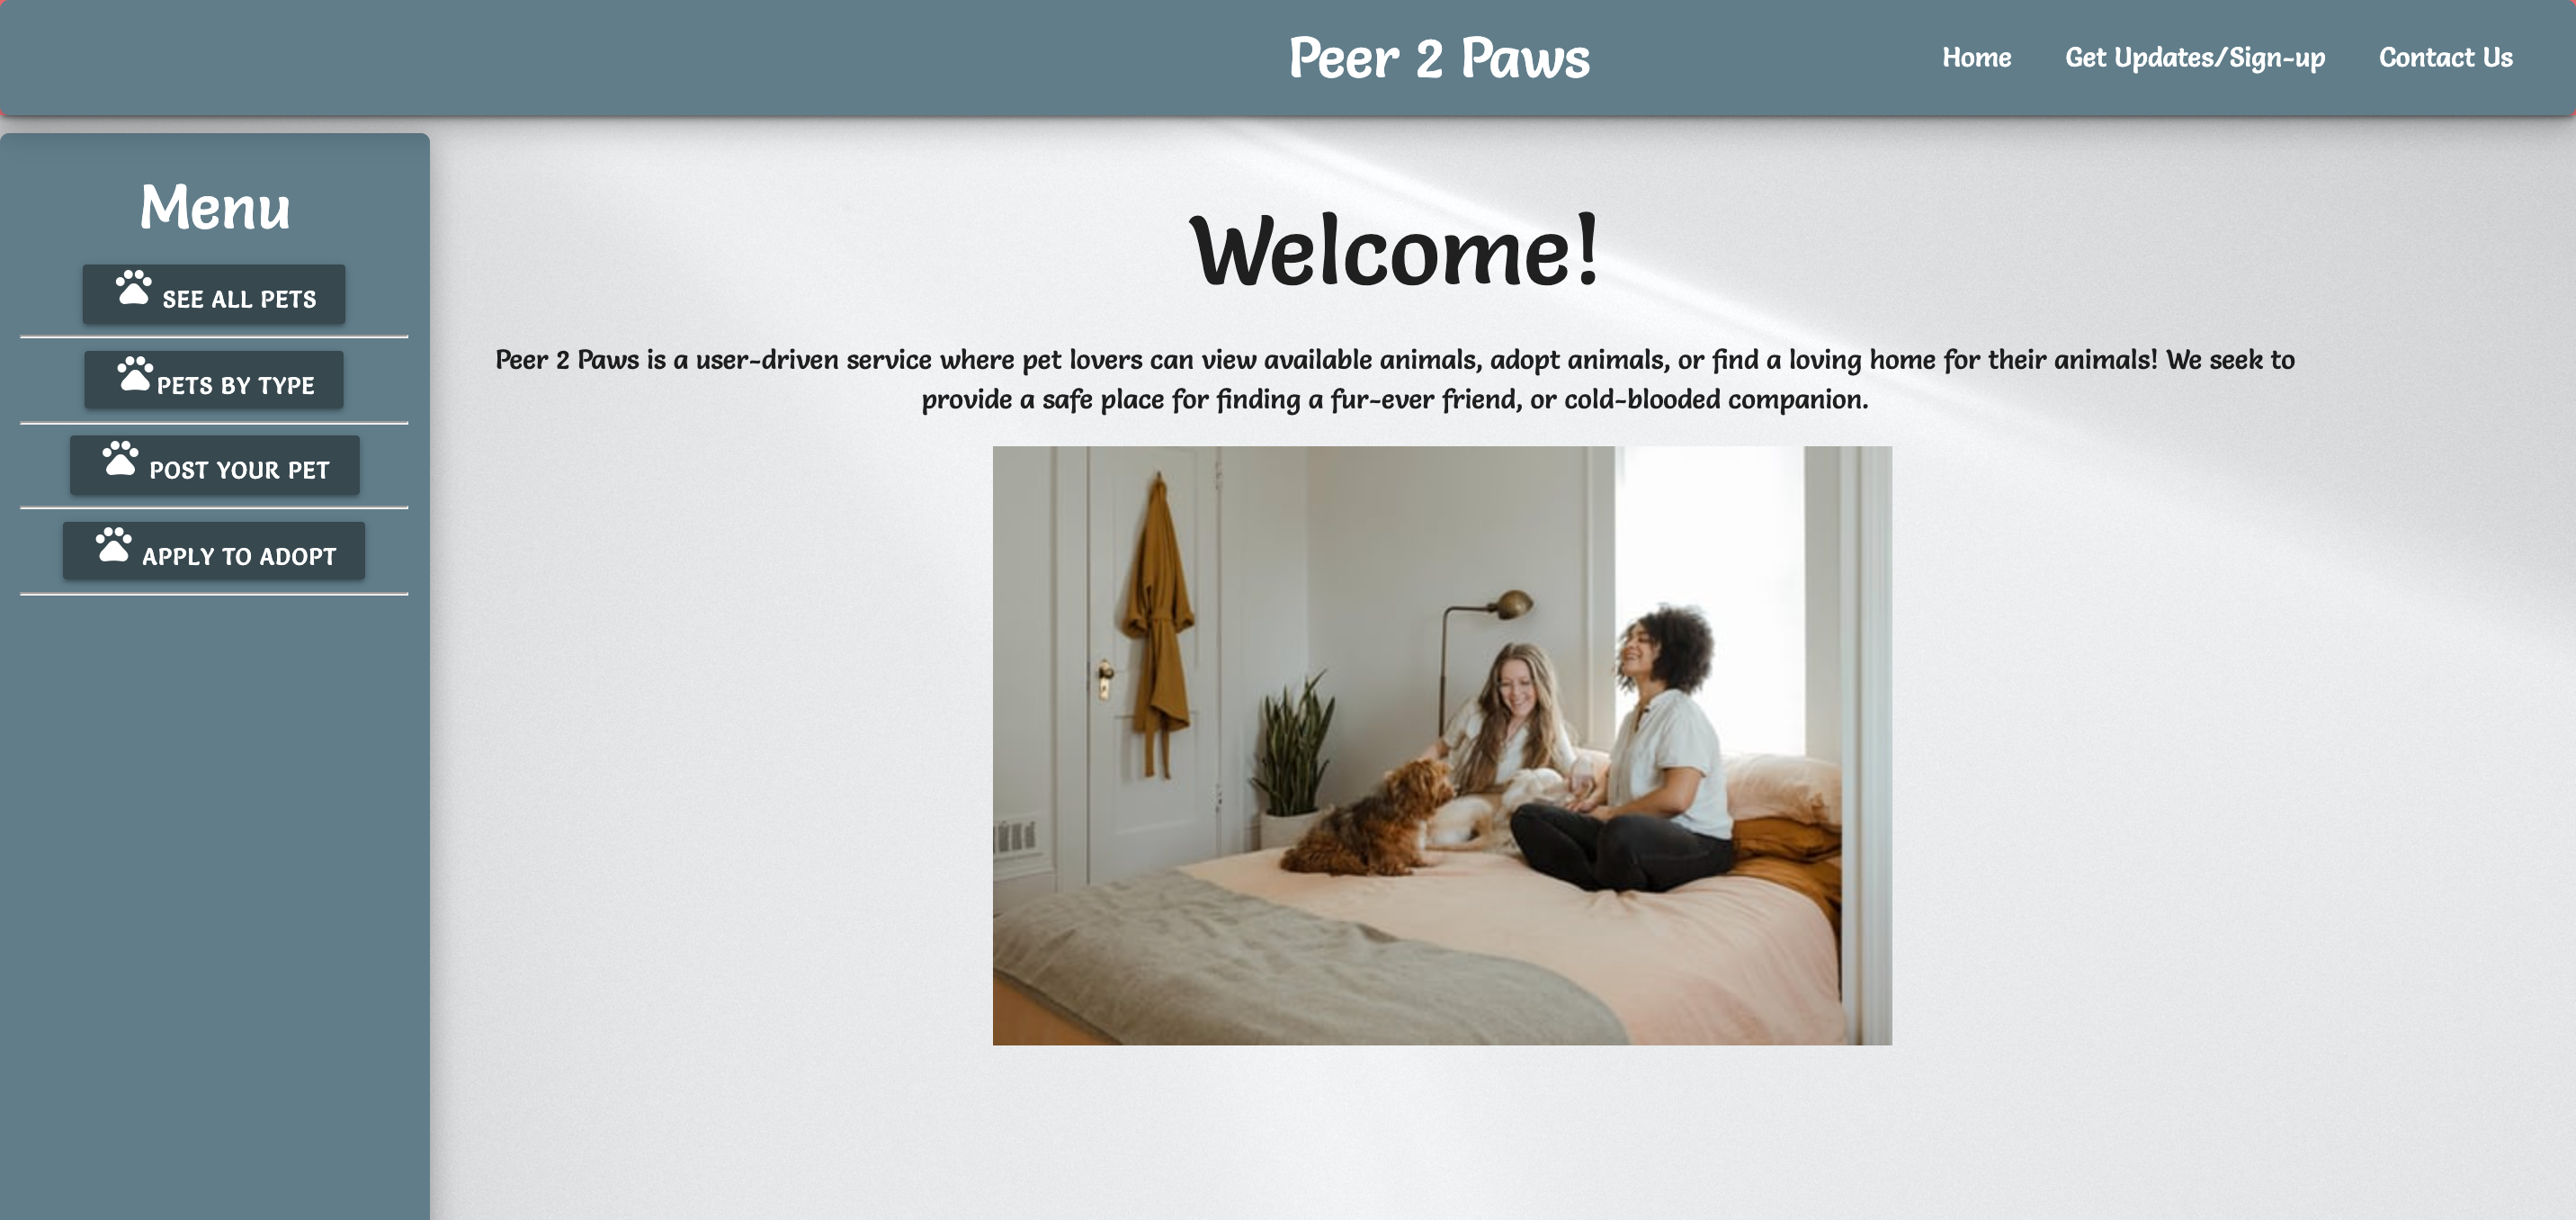 Peer 2 Paws
Home
Get Updates/Sign-up
Contact Us
Menu
SEE ALL PETS
PETS BY TYPE
POST YOUR PET
APPLY TO ADOPT
Welcome!
Peer 2 Paws is a user-driven service where pet lovers can view available animals, adopt animals, or find a loving home for their animals! We seek to
provide a safe place for finding a fur-ever friend, or cold-blooded companion.